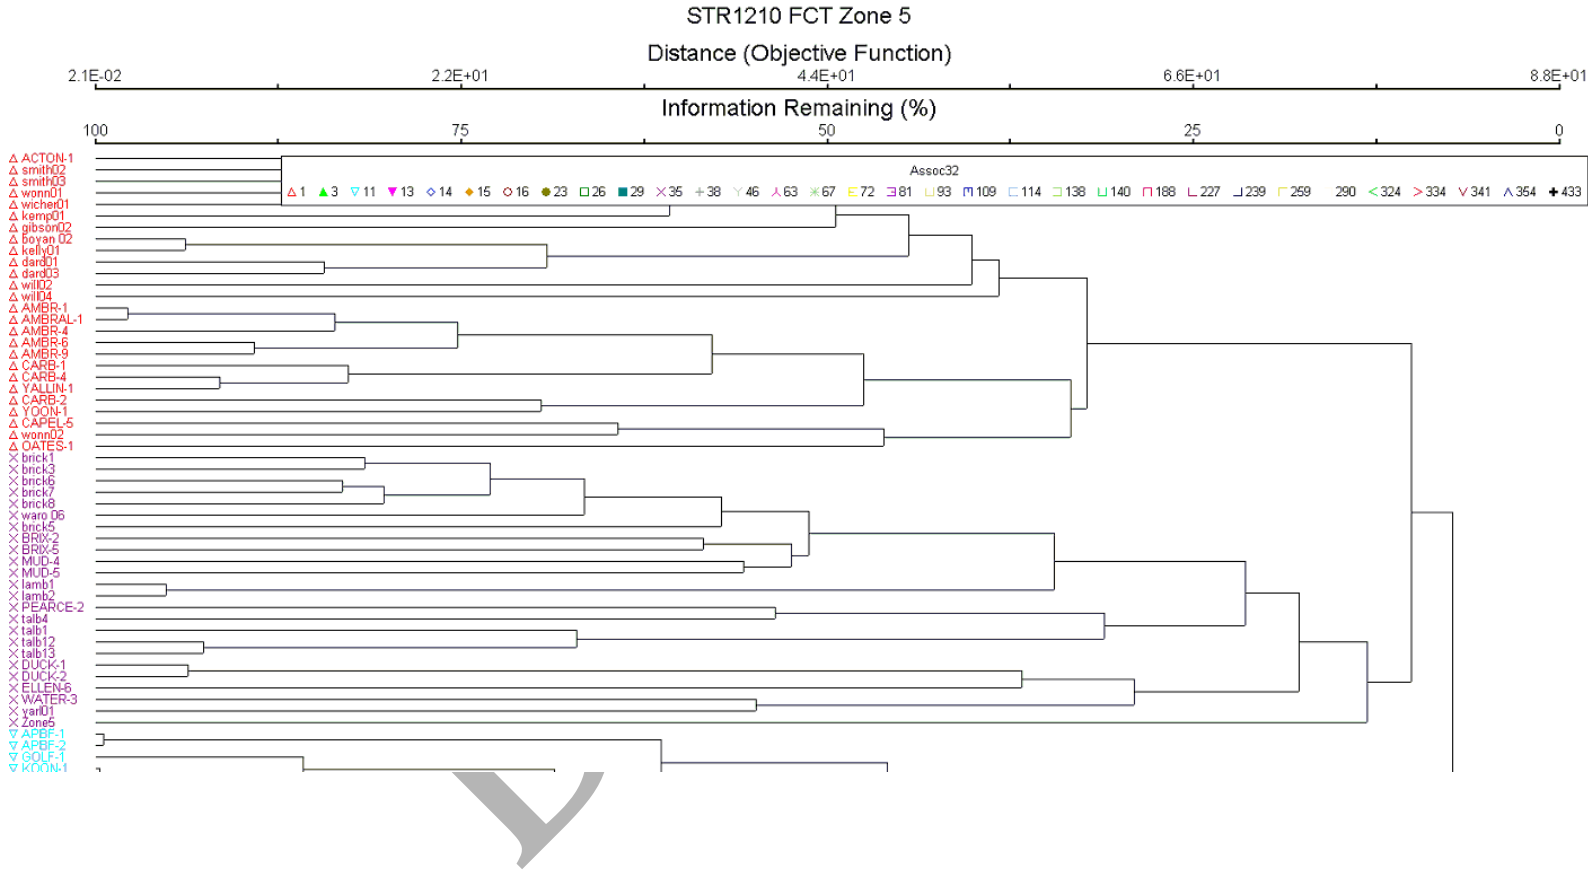 STR1210 FCT Zone 5
Distance (Objective Function)
2.1E-02 2.2E+01 4.4E+01 6.6E+01 8.8E+01
Information Remaining (%)
100 75 50 25 0
ACTON-1
smith02
smith03
wonn01
wicher01
kemp01
gibson02
boyan 02
kelly01
dard01
dard03
will02
will04
AMBR-1
AMBRAL-1
AMBR-4
AMBR-6
AMBR-9
CARB-1
CARB-4
YALLIN-1
CARB-2
YOON-1
CAPEL-5
wonn02
OATES-1
brick1
brick3
brick6
brick7
brick8
waro 06
brick5
BRIX-2
BRIX-5
MUD-4
MUD-5
lamb1
lamb2
PEARCE-2
talb4
talb1
talb12
talb13
DUCK-1
DUCK-2
ELLEN-6
WATER-3
yarl01
Zone5
APBF-1
APBF-2
GOLF-1
KOON-1
Assoc32
1 3 11 13 14 15 16 23 26 29 35 38 46 63 67 72 81 93 109 114 138 140 188 227 239 259 290 324 334 341 354 433